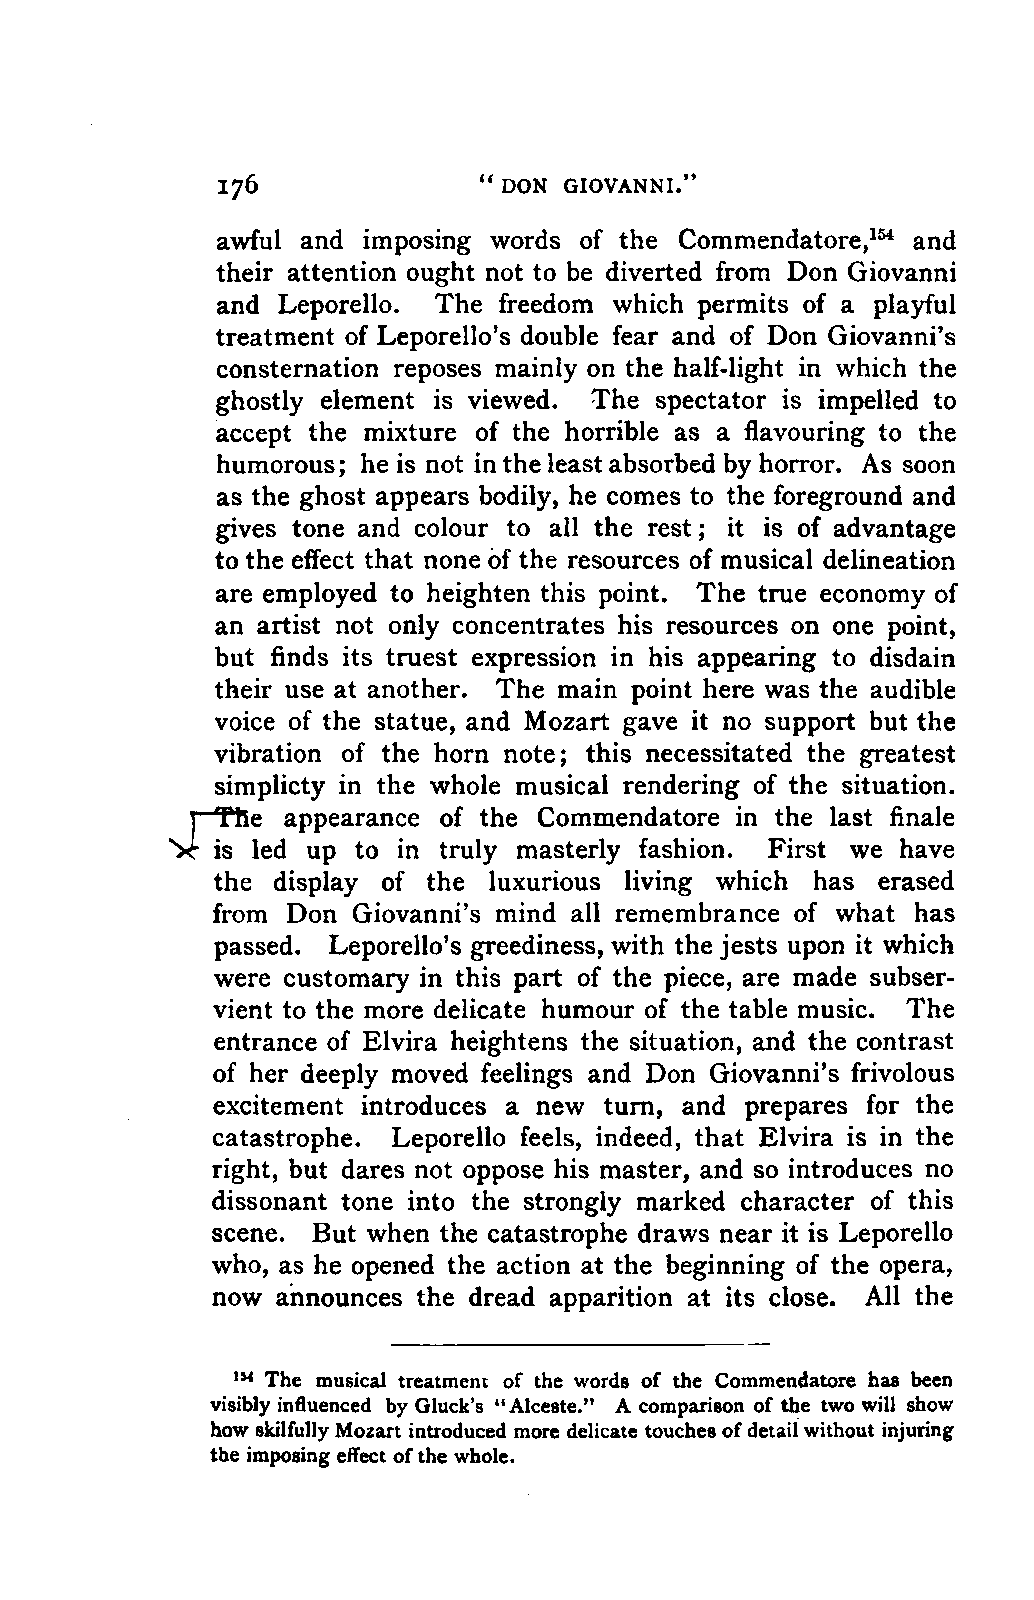 176 "DON GIOVANNI."
awful and imposing words of the Commendatore,¹⁵⁴ and
their attention ought not to be diverted from Don Giovanni
and Leporello. The freedom which permits of a playful
treatment of Leporello's double fear and of Don Giovanni's
consternation reposes mainly on the half-light in which the
ghostly element is viewed. The spectator is impelled to
accept the mixture of the horrible as a flavouring to the
humorous; he is not in the least absorbed by horror. As soon
as the ghost appears bodily, he comes to the foreground and
gives tone and colour to all the rest; it is of advantage
to the effect that none of the resources of musical delineation
are employed to heighten this point. The true economy of
an artist not only concentrates his resources on one point,
but finds its truest expression in his appearing to disdain
their use at another. The main point here was the audible
voice of the statue, and Mozart gave it no support but the
vibration of the horn note; this necessitated the greatest
simplicty in the whole musical rendering of the situation.
The appearance of the Commendatore in the last finale
is led up to in truly masterly fashion. First we have
the display of the luxurious living which has erased
from Don Giovanni's mind all remembrance of what has
passed. Leporello's greediness, with the jests upon it which
were customary in this part of the piece, are made subser-
vient to the more delicate humour of the table music. The
entrance of Elvira heightens the situation, and the contrast
of her deeply moved feelings and Don Giovanni's frivolous
excitement introduces a new turn, and prepares for the
catastrophe. Leporello feels, indeed, that Elvira is in the
right, but dares not oppose his master, and so introduces no
dissonant tone into the strongly marked character of this
scene. But when the catastrophe draws near it is Leporello
who, as he opened the action at the beginning of the opera,
now announces the dread apparition at its close. All the
¹⁵⁴ The musical treatment of the words of the Commendatore has been
visibly influenced by Gluck's "Alceste." A comparison of the two will show
how skilfully Mozart introduced more delicate touches of detail without injuring
the imposing effect of the whole.